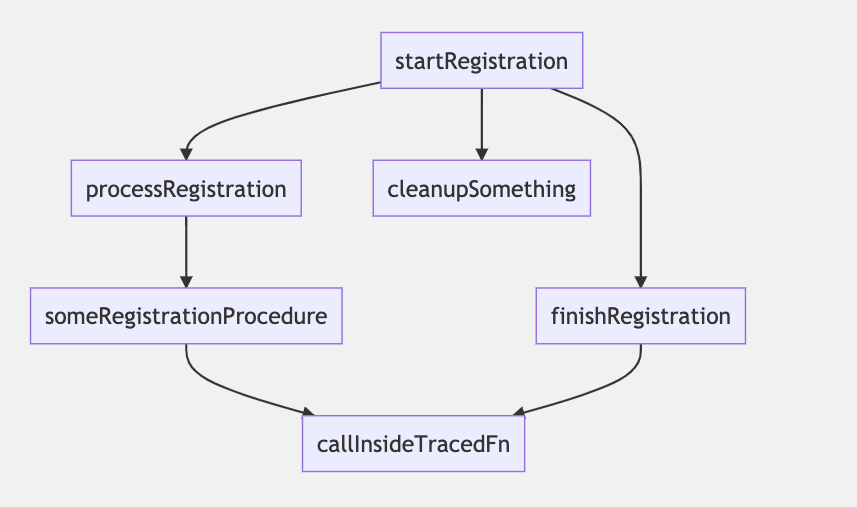 startRegistration
processRegistration
cleanupSomething
someRegistrationProcedure
finishRegistration
callInsideTracedFn